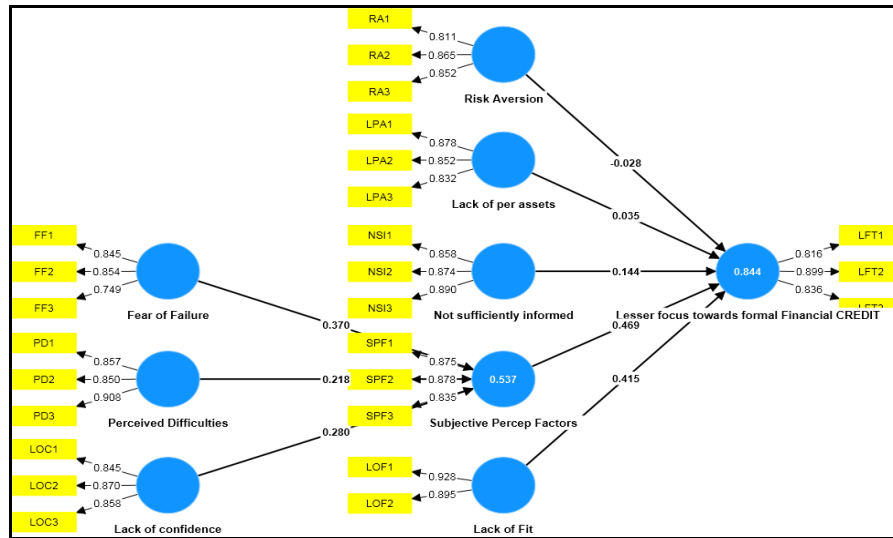 RA1
0.811
RA2
0.865
RA3
0.852
Risk Aversion
-0.028
LPA1
0.878
LPA2
0.852
LPA3
0.832
Lack of per assets
0.035
FF1
0.845
FF2
0.854
FF3
0.749
Fear of Failure
0.370
NSI1
0.858
NSI2
0.874
NSI3
0.890
Not sufficiently informed
0.144
0.844
Lesser focus towards formal Financial CREDIT
LFT1
0.816
LFT2
0.899
0.836
PD1
0.857
PD2
0.850
PD3
0.908
Perceived Difficulties
0.218
SPF1
0.875
SPF2
0.878
SPF3
0.835
0.537
Subjective Percep Factors
0.469
LOC1
0.845
LOC2
0.870
LOC3
0.858
Lack of confidence
0.280
LOF1
0.928
LOF2
0.895
Lack of Fit
0.415